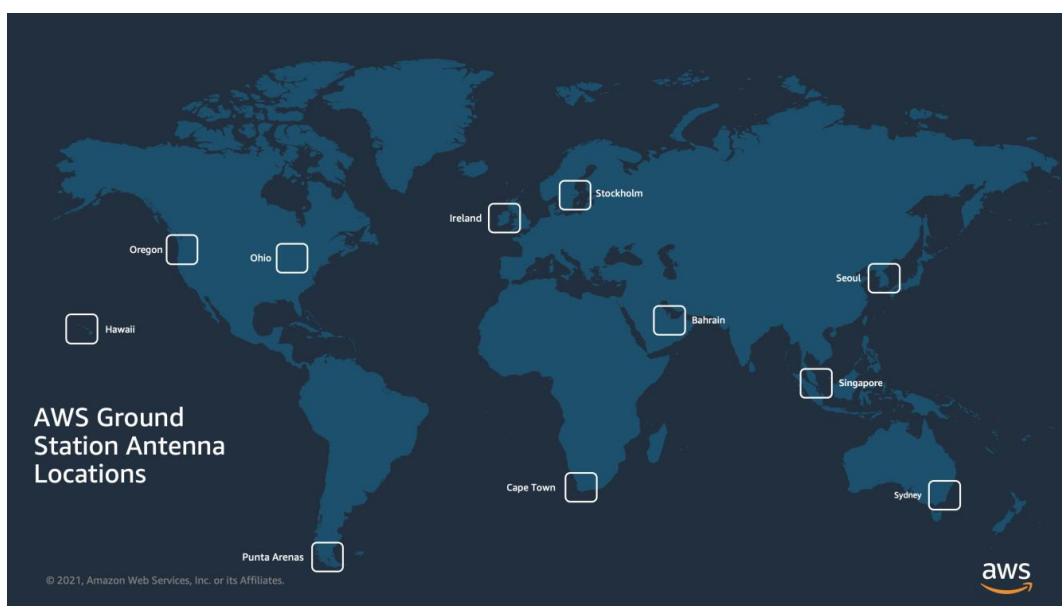 Stockholm
Ireland
Oregon
Ohio
Seoul
Hawaii
Bahrain
Singapore
AWS Ground
Station Antenna
Locations
Cape Town
Sydney
Punta Arenas
© 2021, Amazon Web Services, Inc. or its Affiliates.
aws